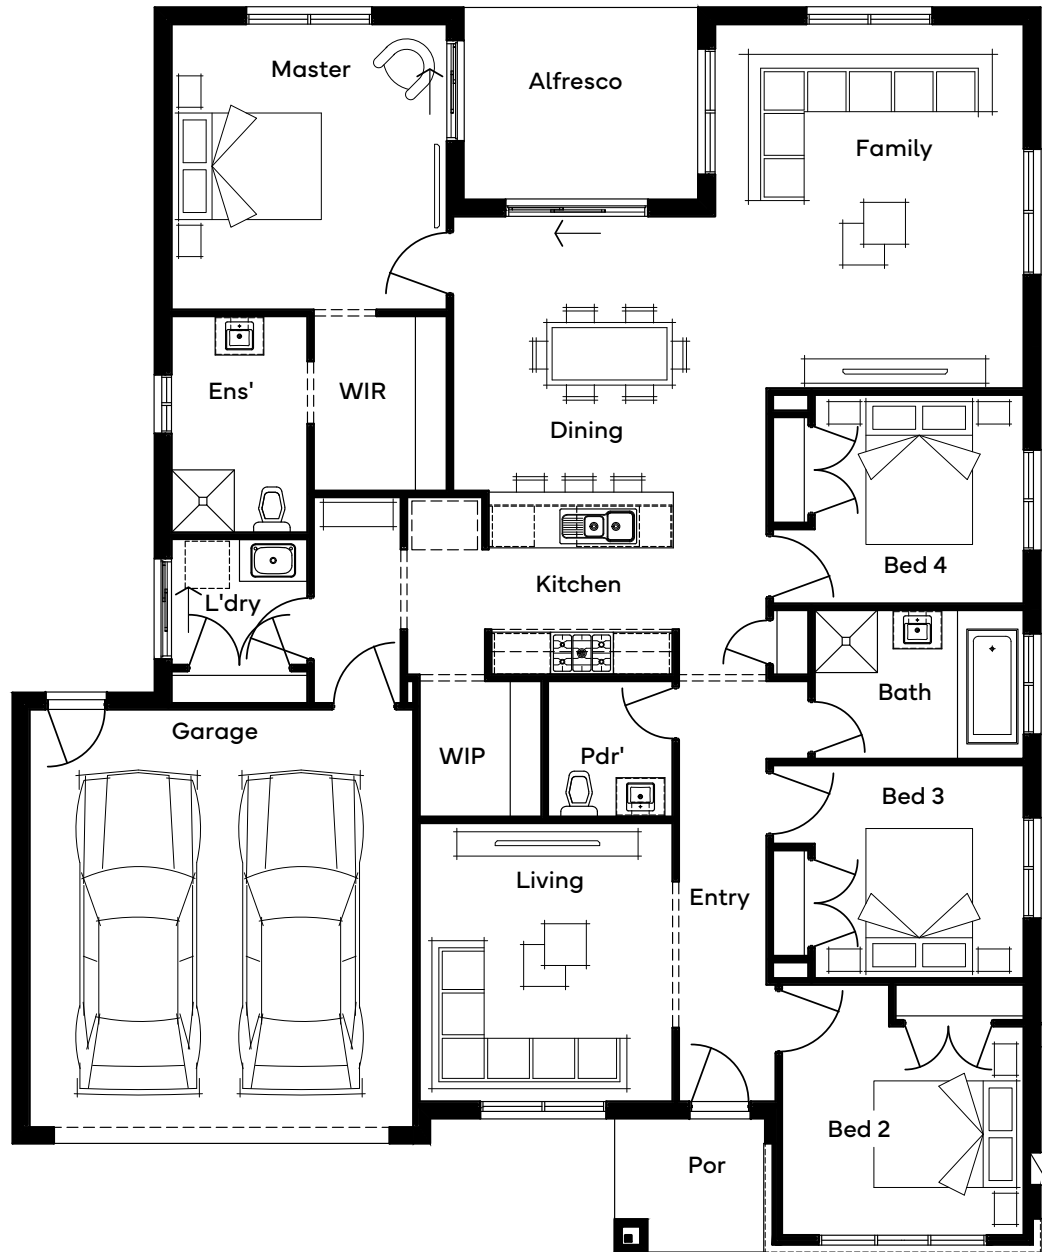 Master
Alfresco
Family
Ens'
WIR
Dining
Bed 4
Kitchen
L'dry
Bath
Garage
WIP
Pdr'
Bed 3
Living
Entry
Bed 2
Por